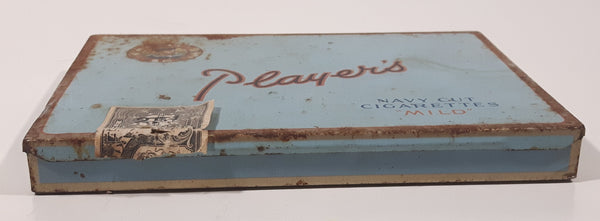 Player's
NAVY CUT
CIGARETTES
"MILD"